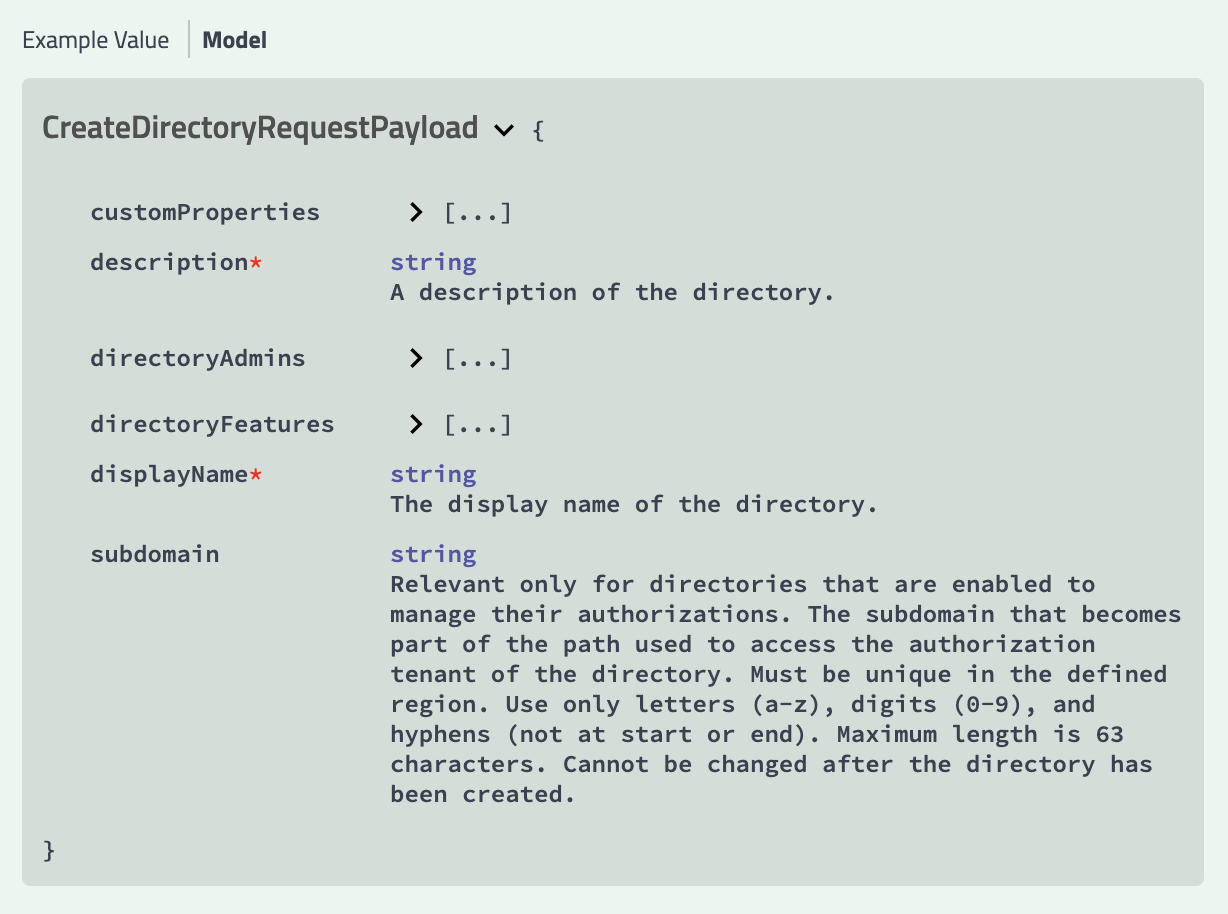 Example Value Model
CreateDirectoryRequestPayload {
customProperties [...]
description* string
A description of the directory.
directoryAdmins [...]
directoryFeatures [...]
displayName* string
The display name of the directory.
subdomain string
Relevant only for directories that are enabled to
manage their authorizations. The subdomain that becomes
part of the path used to access the authorization
tenant of the directory. Must be unique in the defined
region. Use only letters (a-z), digits (0-9), and
hyphens (not at start or end). Maximum length is 63
characters. Cannot be changed after the directory has
been created.
}